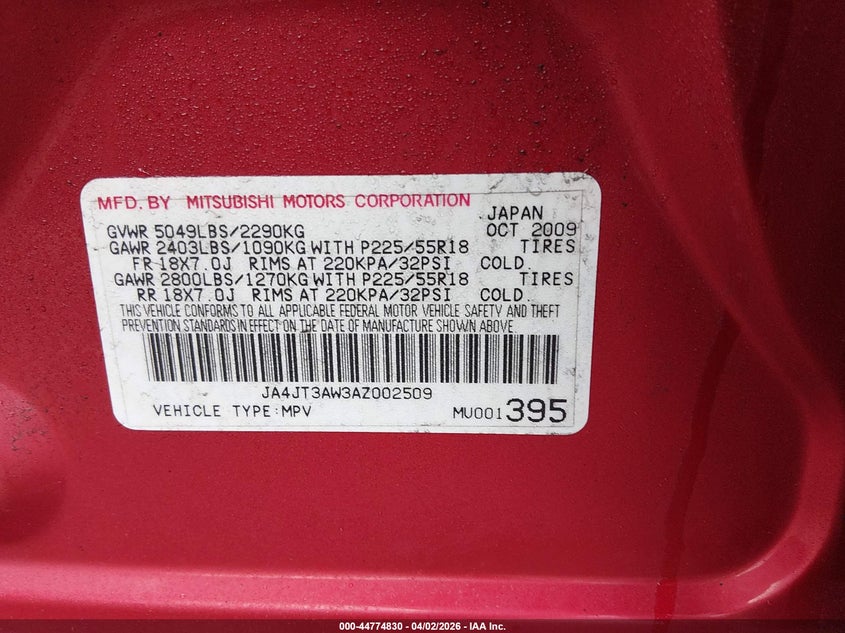 MFD. BY MITSUBISHI MOTORS CORPORATION
JAPAN
GVWR 5049LBS/2290KG OCT 2009
GAWR 2403LBS/1090KG WITH P225/55R18 TIRES
FR 18X7.0J RIMS AT 220KPA/32PSI COLD.
GAWR 2800LBS/1270KG WITH P225/55R18 TIRES
RR 18X7.0J RIMS AT 220KPA/32PSI COLD.
THIS VEHICLE CONFORMS TO ALL APPLICABLE FEDERAL MOTOR VEHICLE SAFETY AND THEFT
PREVENTION STANDARDS IN EFFECT ON THE DATE OF MANUFACTURE SHOWN ABOVE.
JA4JT3AW3AZ002509
VEHICLE TYPE:MPV MU001395
000-44774830 - 04/02/2026 - IAA Inc.